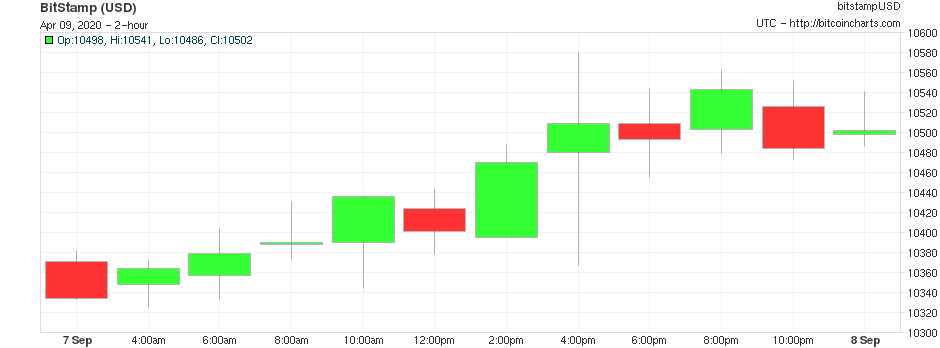 BitStamp (USD)
bitstampUSD
Apr 09, 2020 - 2-hour
UTC - http://bitcoincharts.com
Op:10498, Hi:10541, Lo:10486, Cl:10502
10600
10580
10560
10540
10520
10500
10480
10460
10440
10420
10400
10380
10360
10340
10320
10300
7 Sep 4:00am 6:00am 8:00am 10:00am 12:00pm 2:00pm 4:00pm 6:00pm 8:00pm 10:00pm 8 Sep